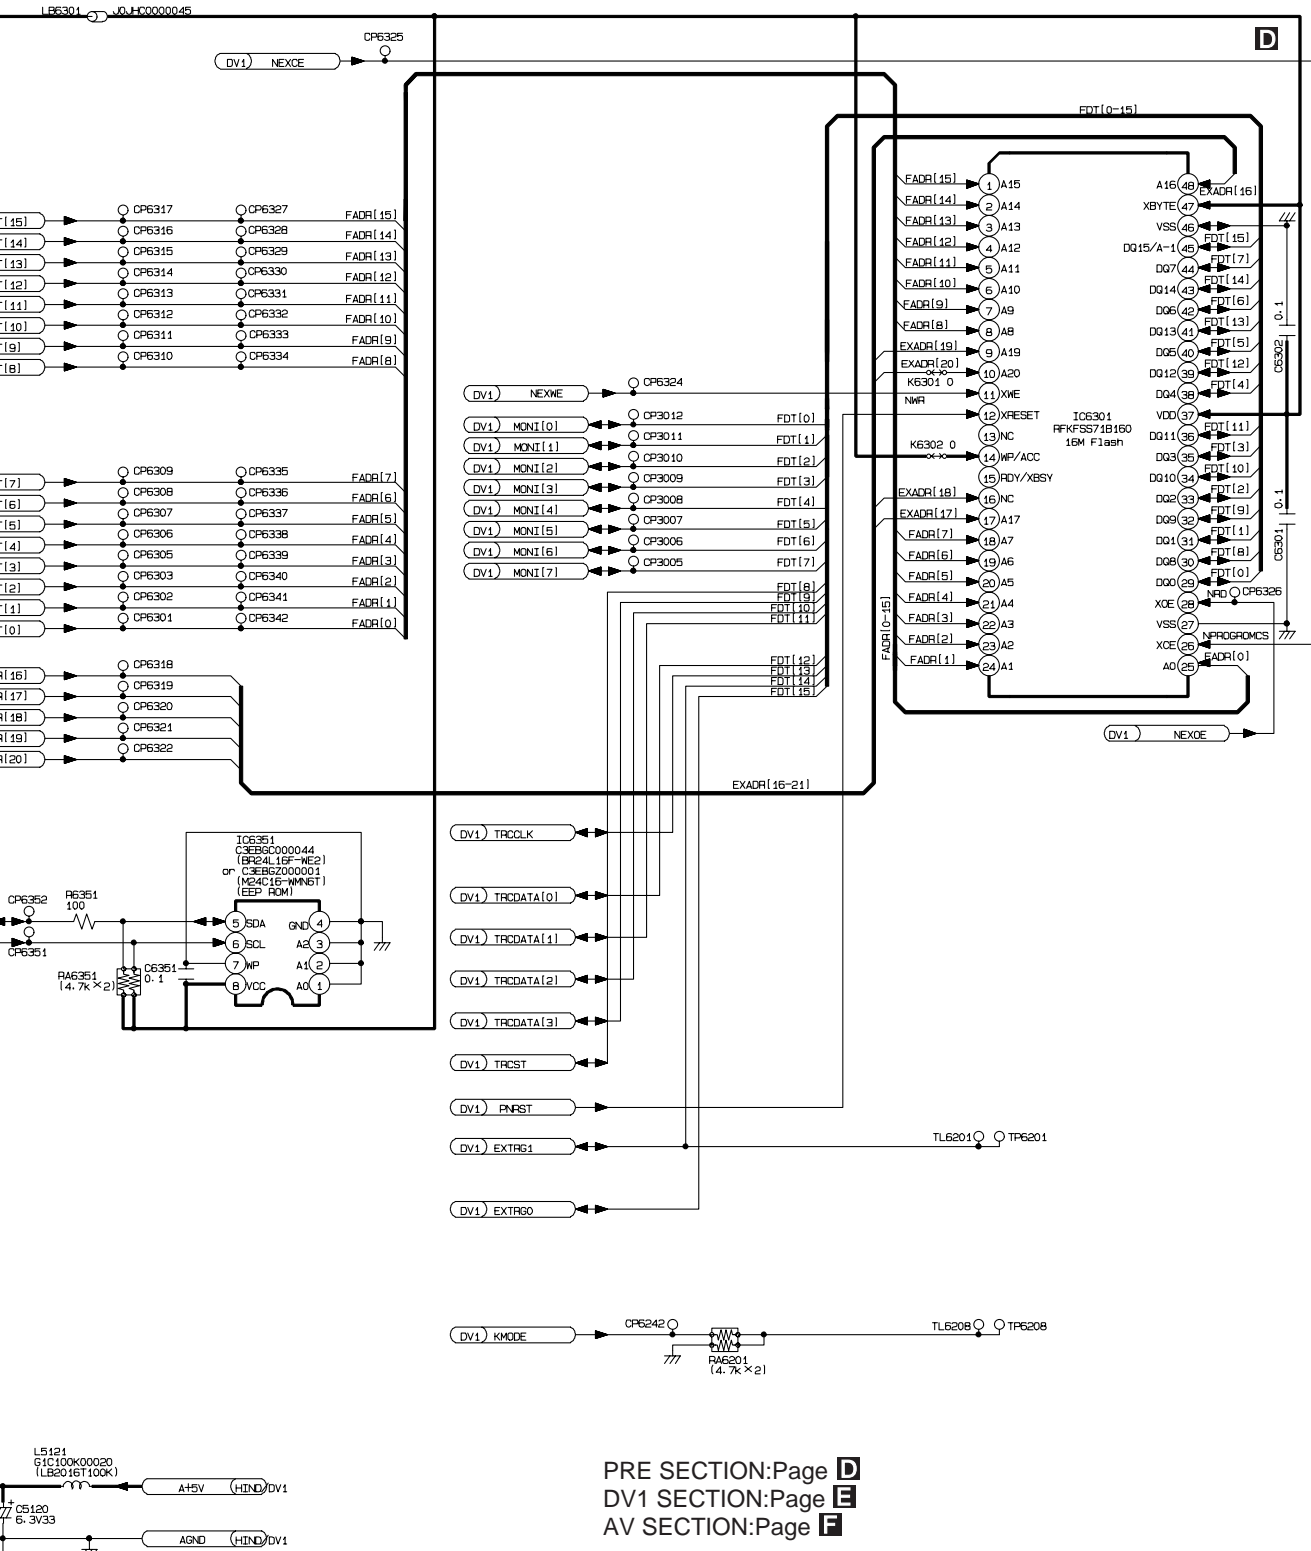 LB6301 J0JHC0000045
CP6325
D
DV1 NEXCE
FDT[0-15]
T[15] CP6317 CP6327 FADR[15]
T[14] CP6316 CP6328 FADR[14]
T[13] CP6315 CP6329 FADR[13]
T[12] CP6314 CP6330 FADR[12]
T[11] CP6313 CP6331 FADR[11]
T[10] CP6312 CP6332 FADR[10]
T[9] CP6311 CP6333 FADR[9]
T[8] CP6310 CP6334 FADR[8]
T[7] CP6309 CP6335 FADR[7]
T[6] CP6308 CP6336 FADR[6]
T[5] CP6307 CP6337 FADR[5]
T[4] CP6306 CP6338 FADR[4]
T[3] CP6305 CP6339 FADR[3]
T[2] CP6303 CP6340 FADR[2]
T[1] CP6302 CP6341 FADR[1]
T[0] CP6301 CP6342 FADR[0]
R[16] CP6318
R[17] CP6319
R[18] CP6320
R[19] CP6321
R[20] CP6322
DV1 NEXWE CP6324
DV1 MONI[0] CP3012 FDT[0]
DV1 MONI[1] CP3011 FDT[1]
DV1 MONI[2] CP3010 FDT[2]
DV1 MONI[3] CP3009 FDT[3]
DV1 MONI[4] CP3008 FDT[4]
DV1 MONI[5] CP3007 FDT[5]
DV1 MONI[6] CP3006 FDT[6]
DV1 MONI[7] CP3005 FDT[7]
FDT[8]
FDT[9]
FDT[10]
FDT[11]
FDT[12]
FDT[13]
FDT[14]
FDT[15]
FADR[15] 1 A15
FADR[14] 2 A14
FADR[13] 3 A13
FADR[12] 4 A12
FADR[11] 5 A11
FADR[10] 6 A10
FADR[9] 7 A9
FADR[8] 8 A8
EXADR[19] 9 A19
EXADR[20] 10 A20
K6301 0
NWR 11 XWE
12 XRESET
13 NC
K6302 0 14 WP/ACC
15 RDY/XBSY
EXADR[18] 16 NC
EXADR[17] 17 A17
FADR[7] 18 A7
FADR[6] 19 A6
FADR[5] 20 A5
FADR[4] 21 A4
FADR[3] 22 A3
FADR[2] 23 A2
FADR[1] 24 A1
FADR[0-15]
IC6301
RFKFSS71B160
16M Flash
A16 48 EXADR[16]
XBYTE 47
VSS 46
DQ15/A-1 45 FDT[15]
DQ7 44 FDT[7]
DQ14 43 FDT[14]
DQ6 42 FDT[6]
DQ13 41 FDT[13]
DQ5 40 FDT[5]
DQ12 39 FDT[12]
DQ4 38 FDT[4]
VDD 37
DQ11 36 FDT[11]
DQ3 35 FDT[3]
DQ10 34 FDT[10]
DQ2 33 FDT[2]
DQ9 32 FDT[9]
DQ1 31 FDT[1]
DQ8 30 FDT[8]
DQ0 29 FDT[0]
XOE 28 NRD CP6326
VSS 27
XCE 26 NPROGROMCS
A0 25 FADR[0]
C6302 0.1
C6301 0.1
DV1 NEXOE
EXADR[16-21]
IC6351
C3EBGC000044
(BR24L16F-WE2)
or C3EBGZ000001
(M24C16-WMN6T)
(EEP ROM)
CP6352 R6351
100
CP6351
RA6351
(4.7k×2)
C6351
0.1
5 SDA GND 4
6 SCL A2 3
7 WP A1 2
8 VCC A0 1
DV1 TRCCLK
DV1 TRCDATA[0]
DV1 TRCDATA[1]
DV1 TRCDATA[2]
DV1 TRCDATA[3]
DV1 TRCST
DV1 PNRST
DV1 EXTRG1 TL6201 TP6201
DV1 EXTRG0
DV1 KMODE CP6242 TL6208 TP6208
RA6201
(4.7k×2)
L5121
G1C100K00020
(LB2016T100K)
A+5V (HIND/DV1
+ C5120
6.3V33
AGND (HIND/DV1
PRE SECTION:Page D
DV1 SECTION:Page E
AV SECTION:Page F